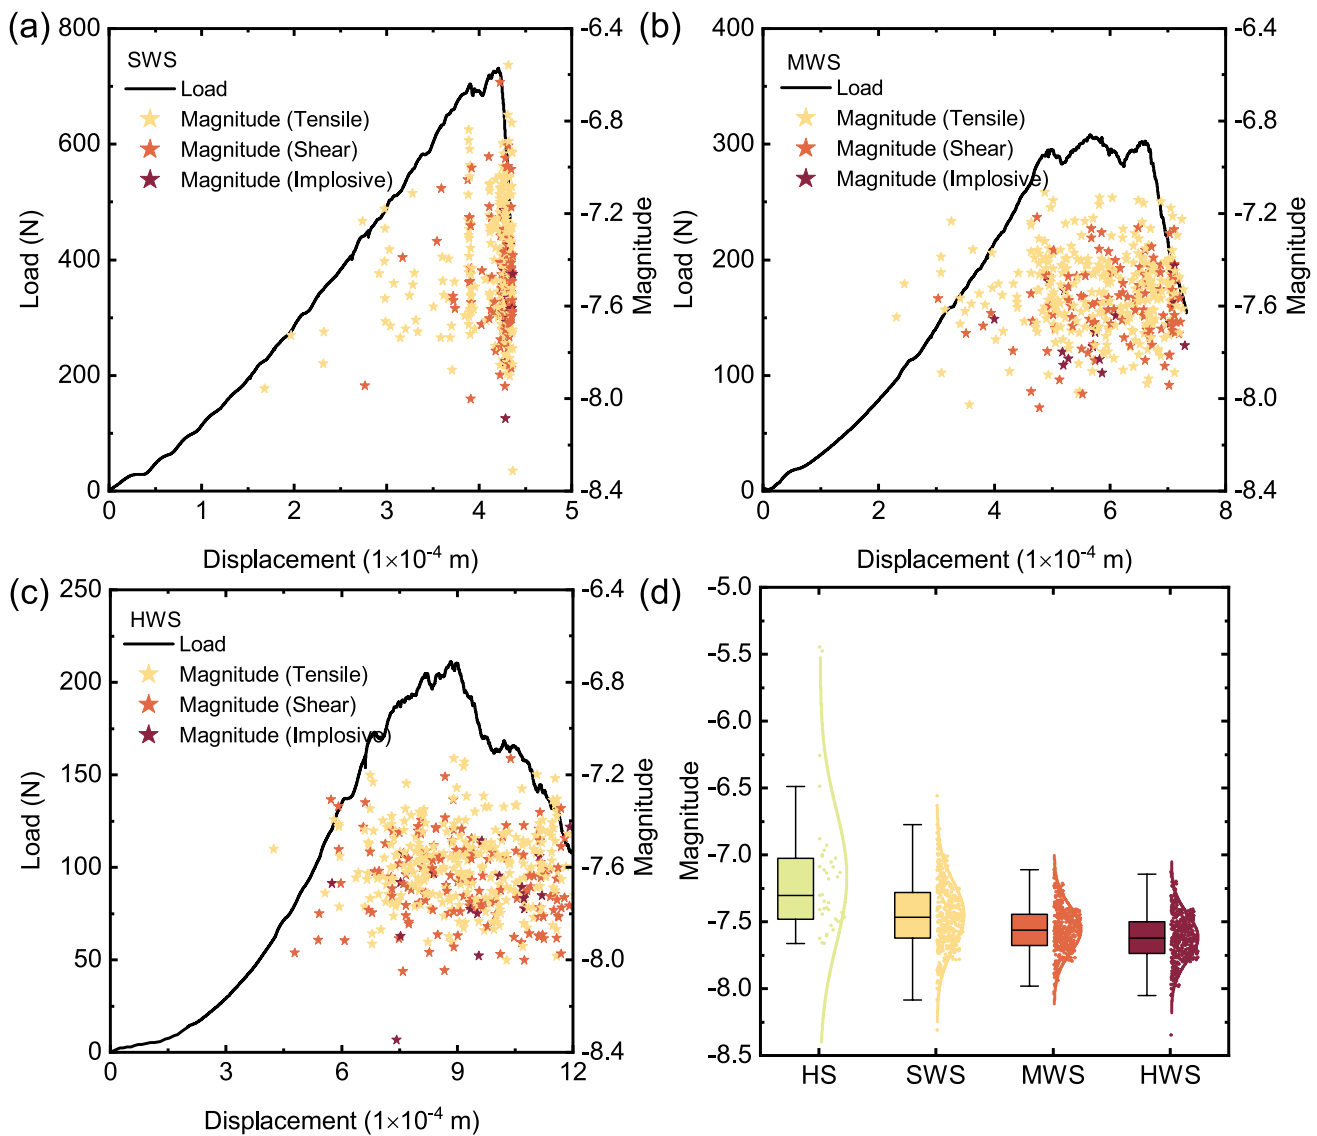 (a)
800
600
400
200
0
Load (N)
SWS
Load
Magnitude (Tensile)
Magnitude (Shear)
Magnitude (Implosive)
-6.4
-6.8
-7.2
-7.6
-8.0
-8.4
Magnitude
0 1 2 3 4 5
Displacement (1×10⁻⁴ m)
(b)
400
300
200
100
0
Load (N)
MWS
Load
Magnitude (Tensile)
Magnitude (Shear)
Magnitude (Implosive)
-6.4
-6.8
-7.2
-7.6
-8.0
-8.4
Magnitude
0 2 4 6 8
Displacement (1×10⁻⁴ m)
(c)
250
200
150
100
50
0
Load (N)
HWS
Load
Magnitude (Tensile)
Magnitude (Shear)
Magnitude (Implosive)
-6.4
-6.8
-7.2
-7.6
-8.0
-8.4
Magnitude
0 3 6 9 12
Displacement (1×10⁻⁴ m)
(d)
-5.0
-5.5
-6.0
-6.5
-7.0
-7.5
-8.0
-8.5
Magnitude
HS SWS MWS HWS